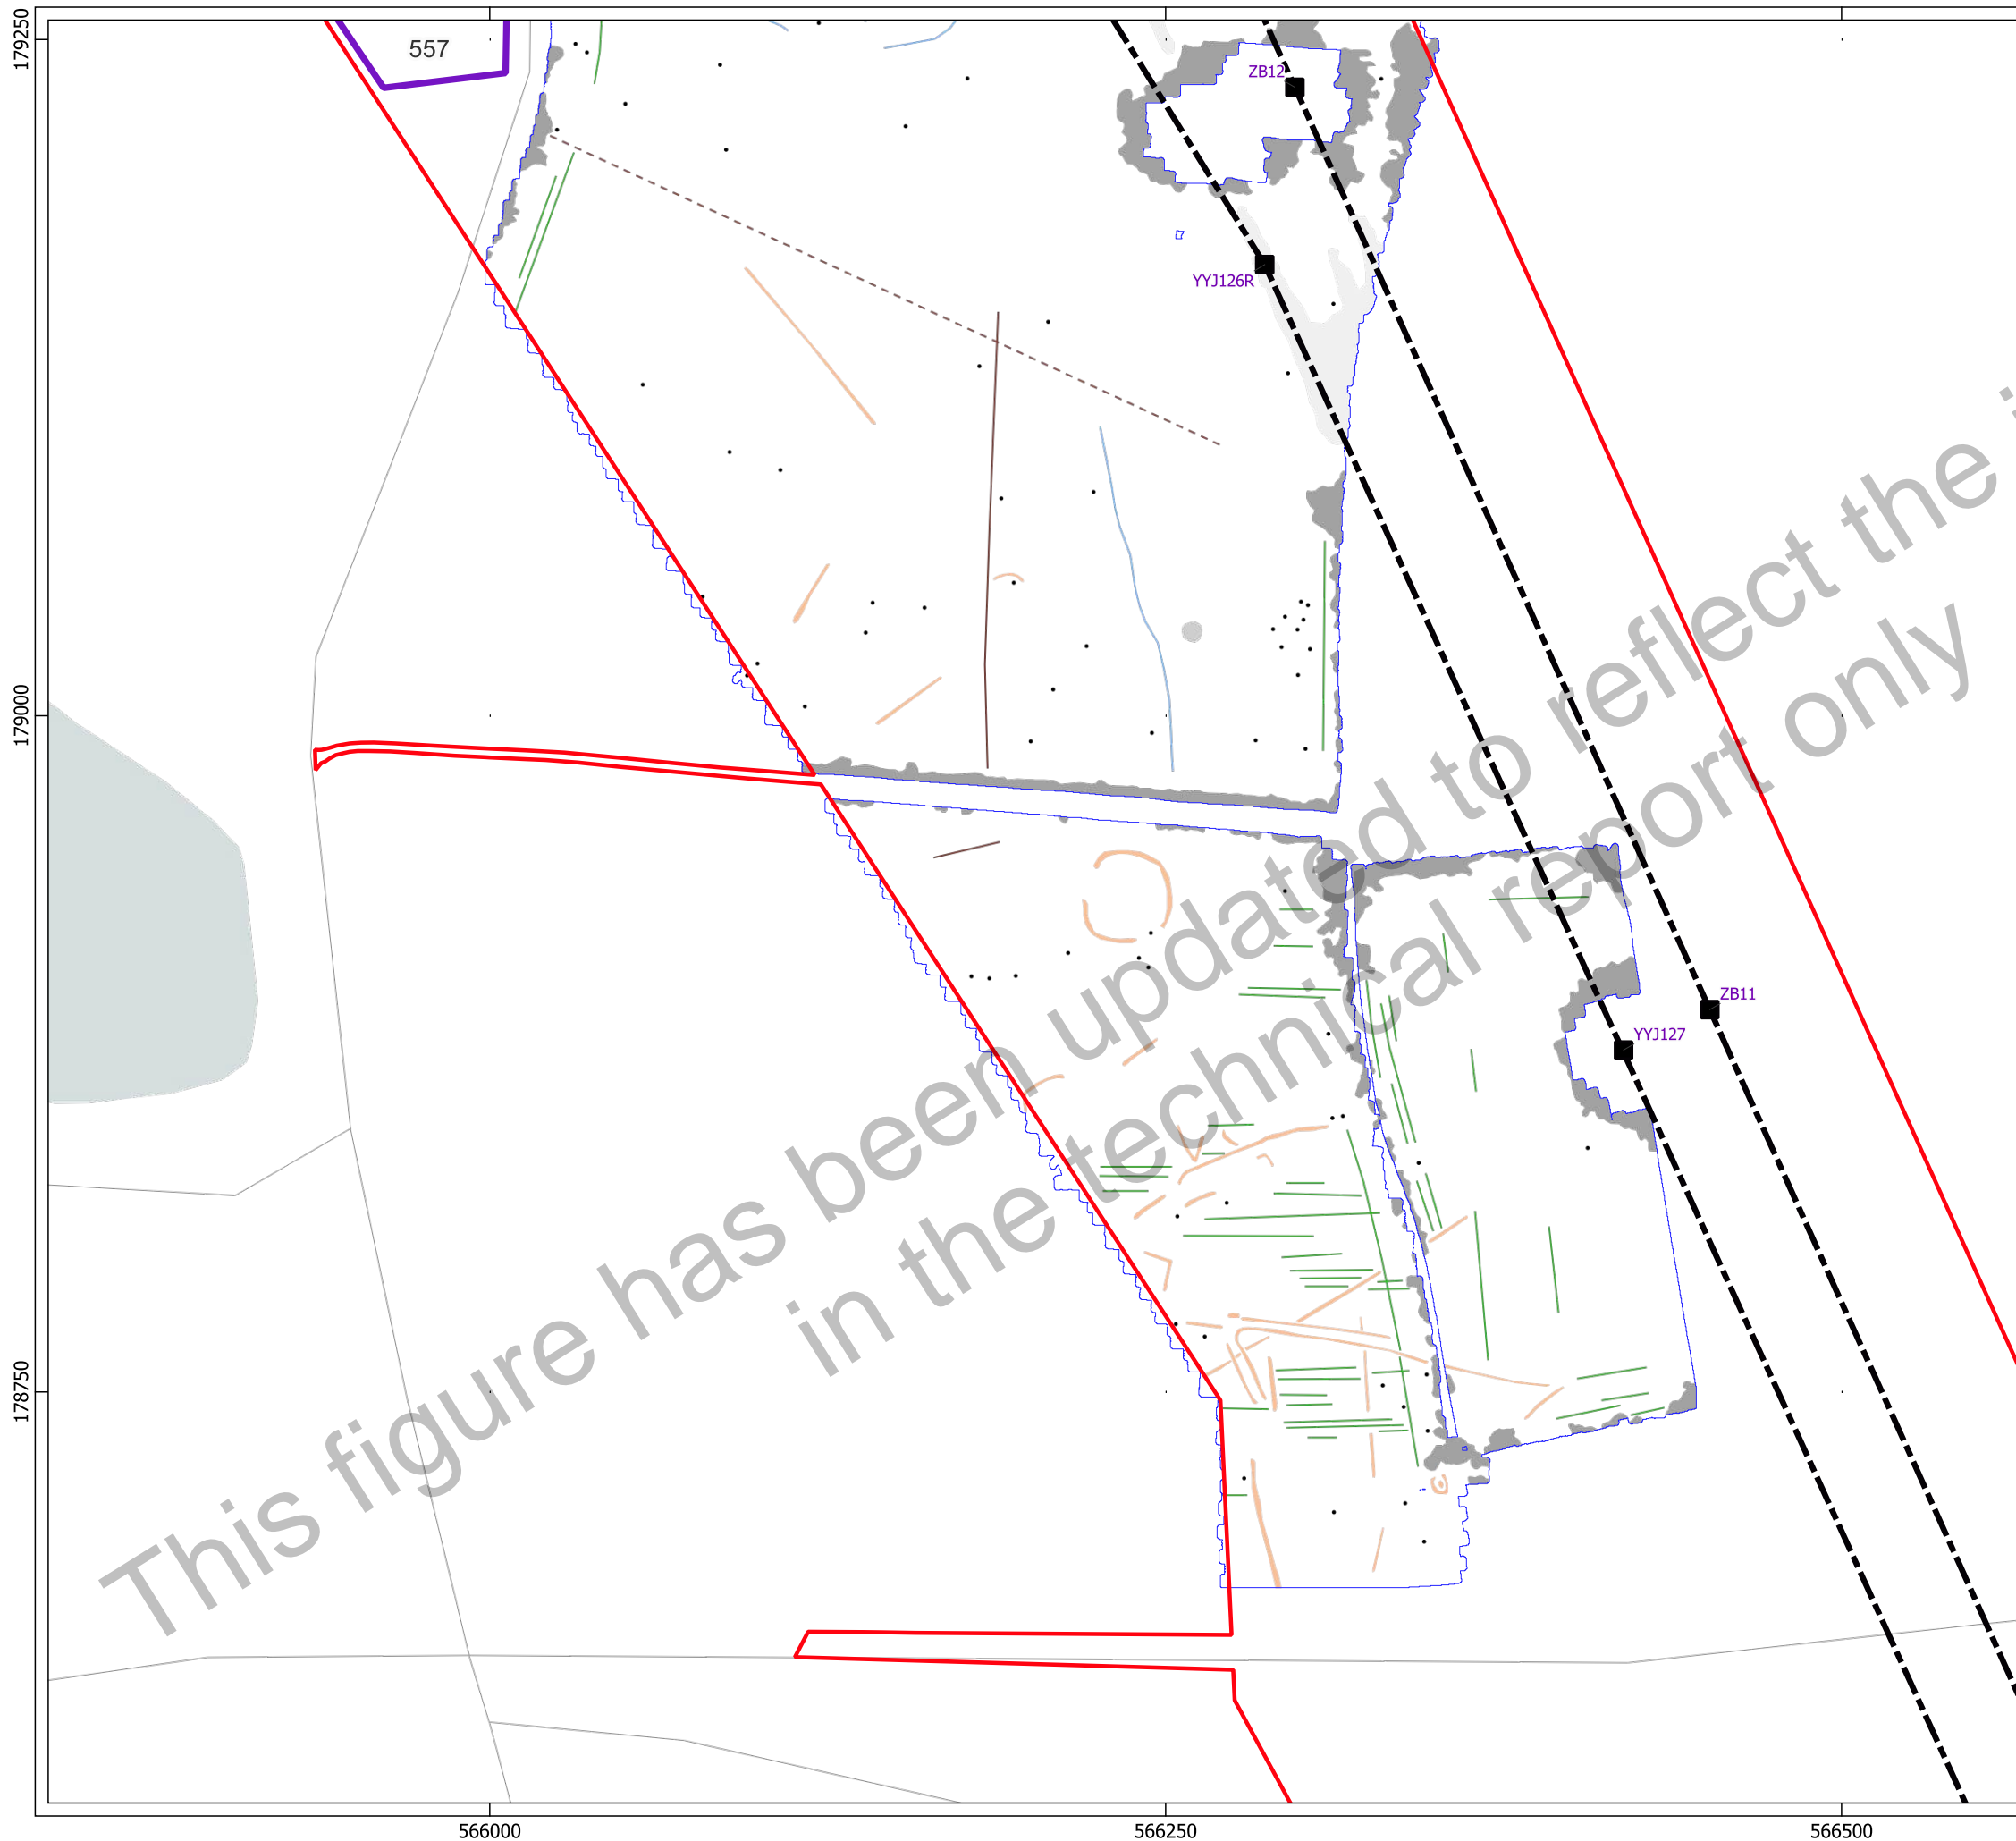 179250
557
ZB12
YYJ126R
179000
ZB11
YYJ127
178750
This figure has been updated to reflect the
in the technical report only
566000
566250
566500